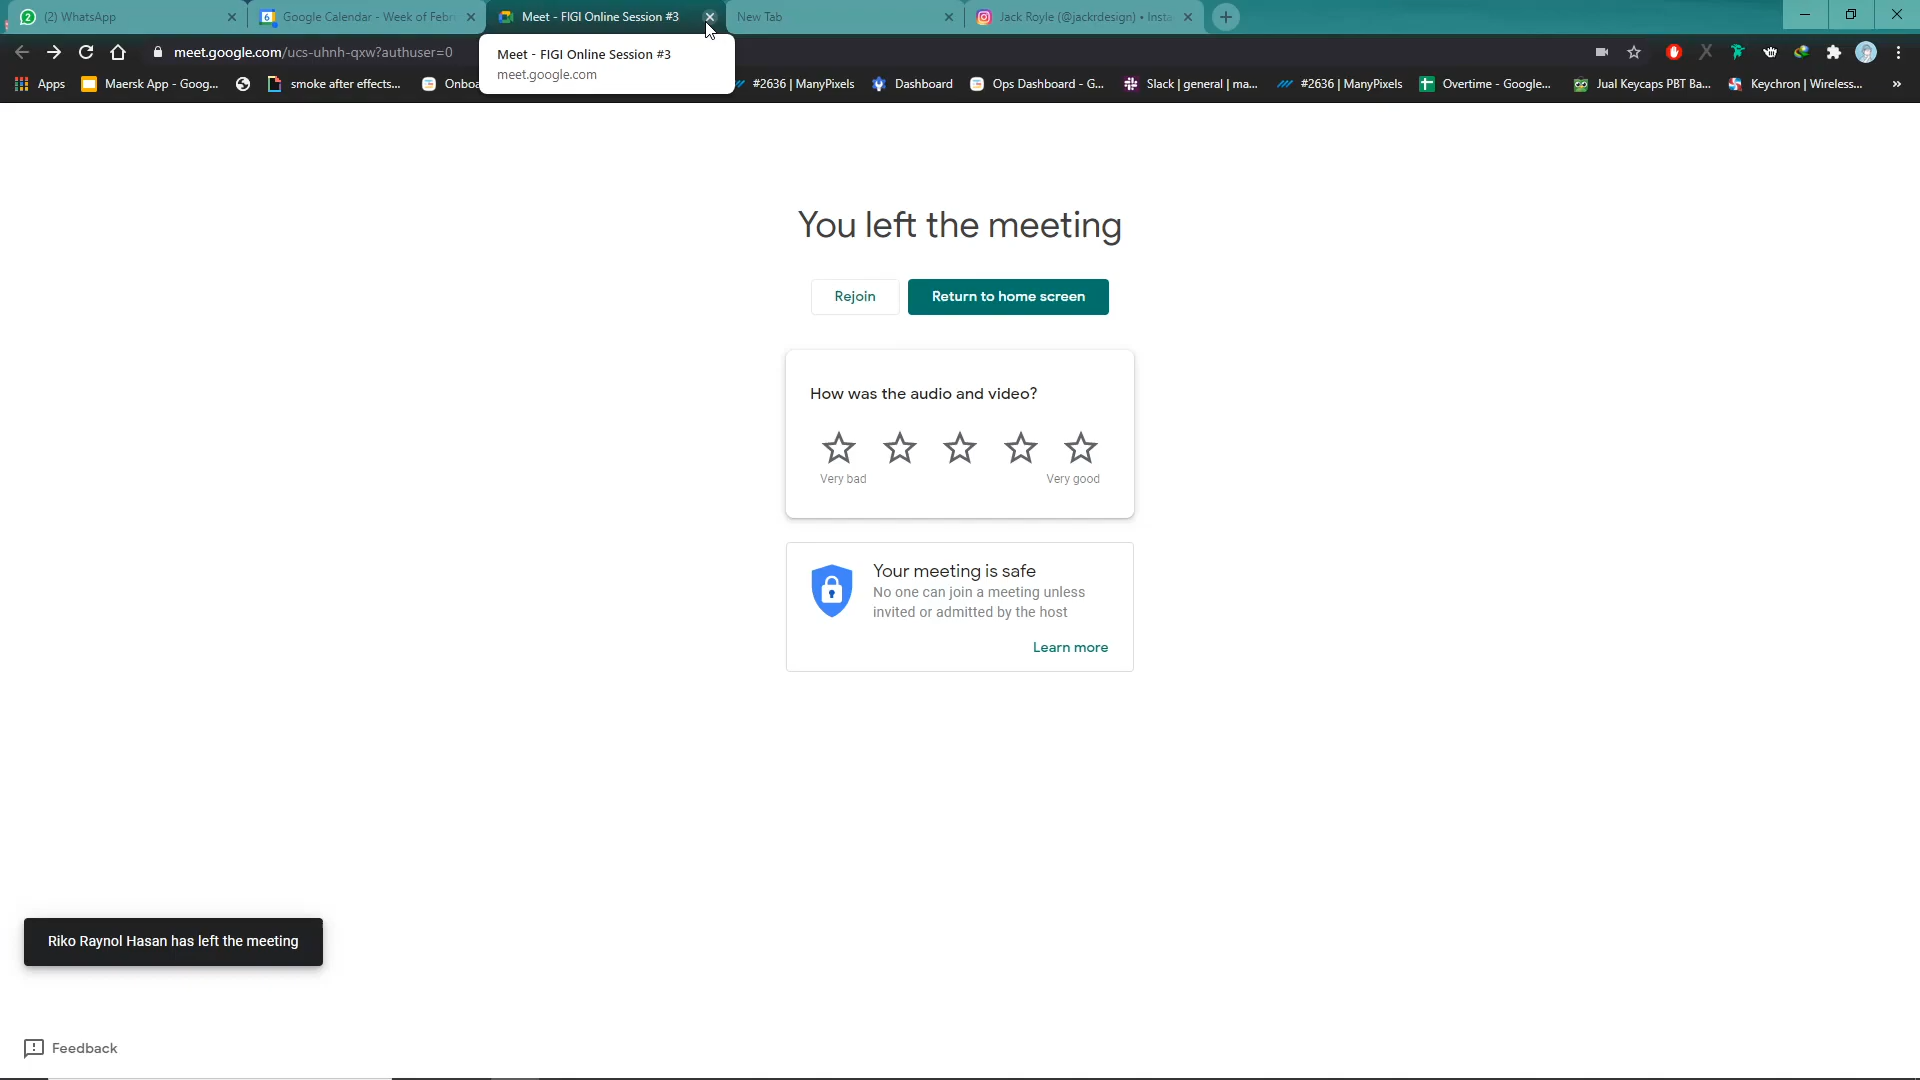 (2) WhatsApp
Google Calendar - Week of Febr
Meet - FIGI Online Session #3
New Tab
Jack Royle (@jackrdesign) • Insta
meet.google.com/ucs-uhnh-qxw?authuser=0
Meet - FIGI Online Session #3
meet.google.com
Apps
Maersk App - Goog...
smoke after effects...
Onboa
#2636 | ManyPixels
Dashboard
Ops Dashboard - G...
Slack | general | ma...
#2636 | ManyPixels
Overtime - Google...
Jual Keycaps PBT Ba...
Keychron | Wireless...
»
You left the meeting
Rejoin
Return to home screen
How was the audio and video?
Very bad
Very good
Your meeting is safe
No one can join a meeting unless
invited or admitted by the host
Learn more
Riko Raynol Hasan has left the meeting
Feedback